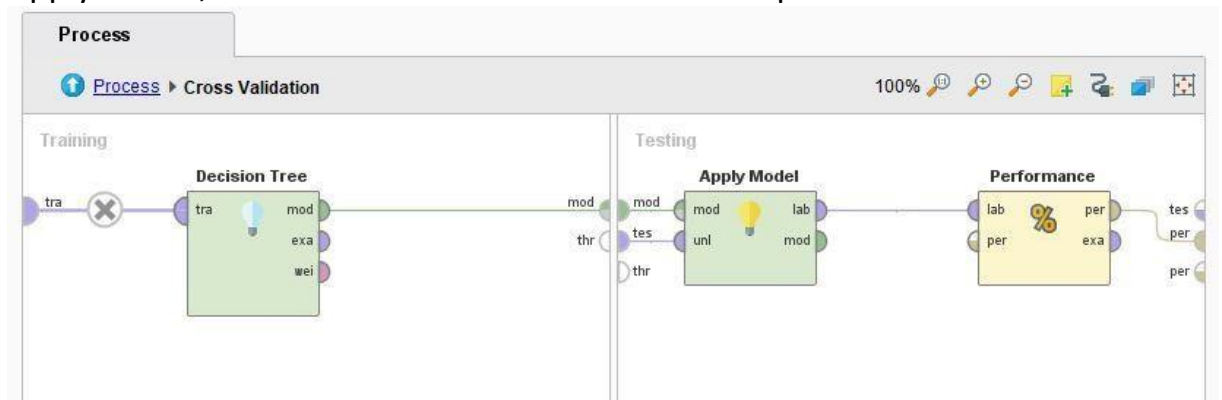 Process
Process ▸ Cross Validation
100%
Training
Testing
Decision Tree
Apply Model
Performance
tra
tra
mod
mod
mod
mod
lab
lab
per
tes
exa
thr
tes
unl
mod
per
exa
per
wei
thr
per